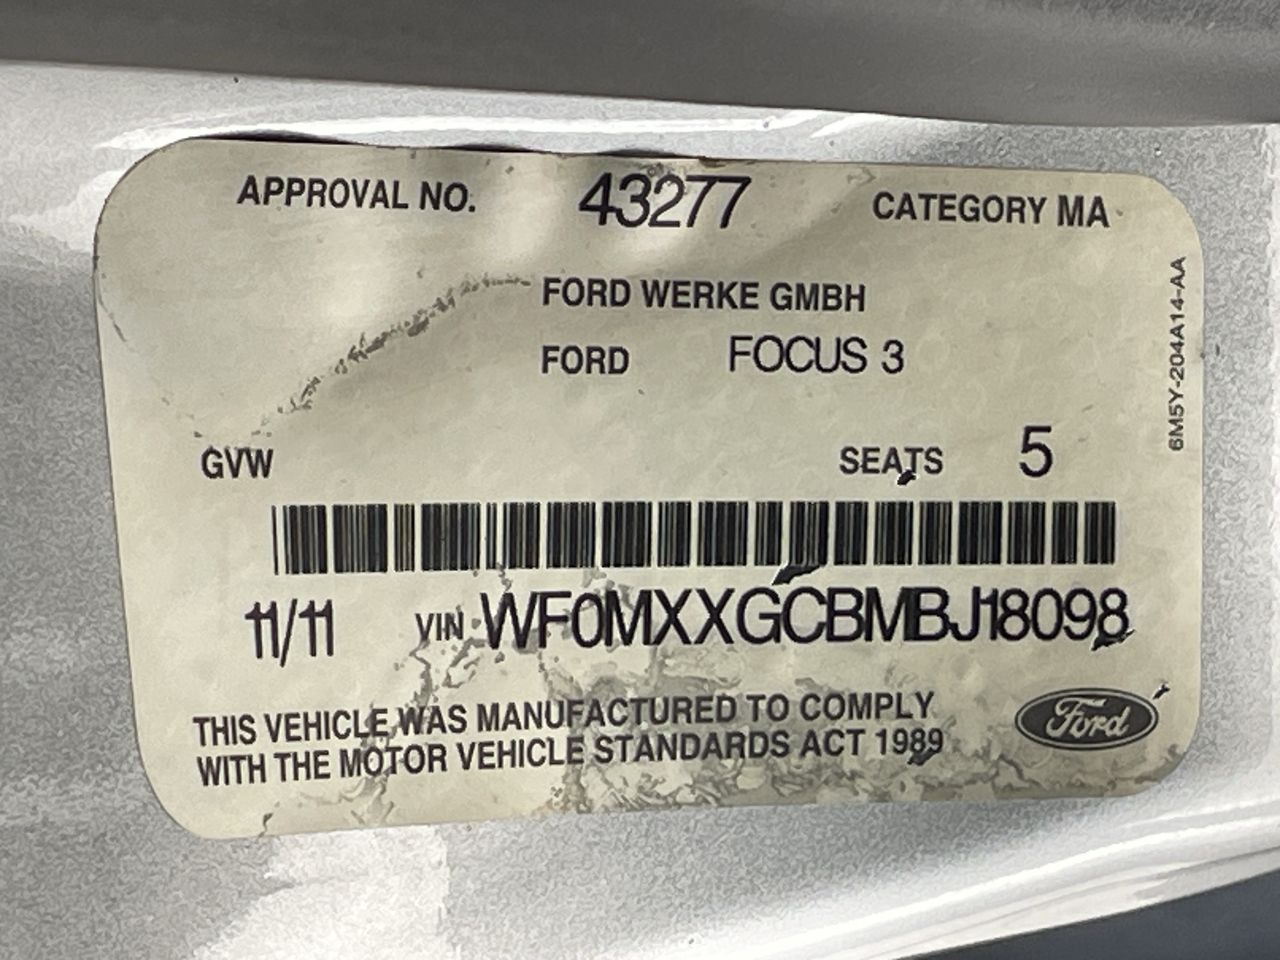 APPROVAL NO. 43277 CATEGORY MA
FORD WERKE GMBH
FORD FOCUS 3
6M5Y-204A14-AA
GVW SEATS 5
11/11 VIN WF0MXXGCBMBJ18098
THIS VEHICLE WAS MANUFACTURED TO COMPLY
WITH THE MOTOR VEHICLE STANDARDS ACT 1989
Ford